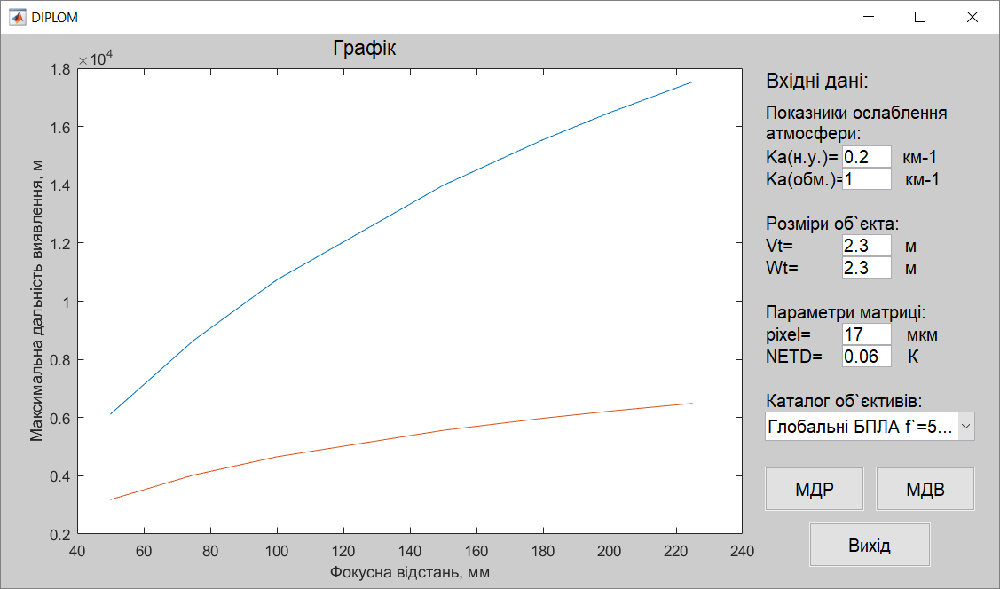 DIPLOM
Графік
×10⁴
1.8
1.6
1.4
1.2
1
0.8
0.6
0.4
0.2
40 60 80 100 120 140 160 180 200 220 240
Максимальна дальність виявлення, м
Фокусна відстань, мм
Вхідні дані:
Показники ослаблення
атмосфери:
Ка(н.у.)= 0.2 км-1
Ка(обм.)= 1 км-1
Розміри об`єкта:
Vt= 2.3 м
Wt= 2.3 м
Параметри матриці:
pixel= 17 мкм
NETD= 0.06 К
Каталог об`єктивів:
Глобальні БПЛА f`=5...
МДР МДВ
Вихід